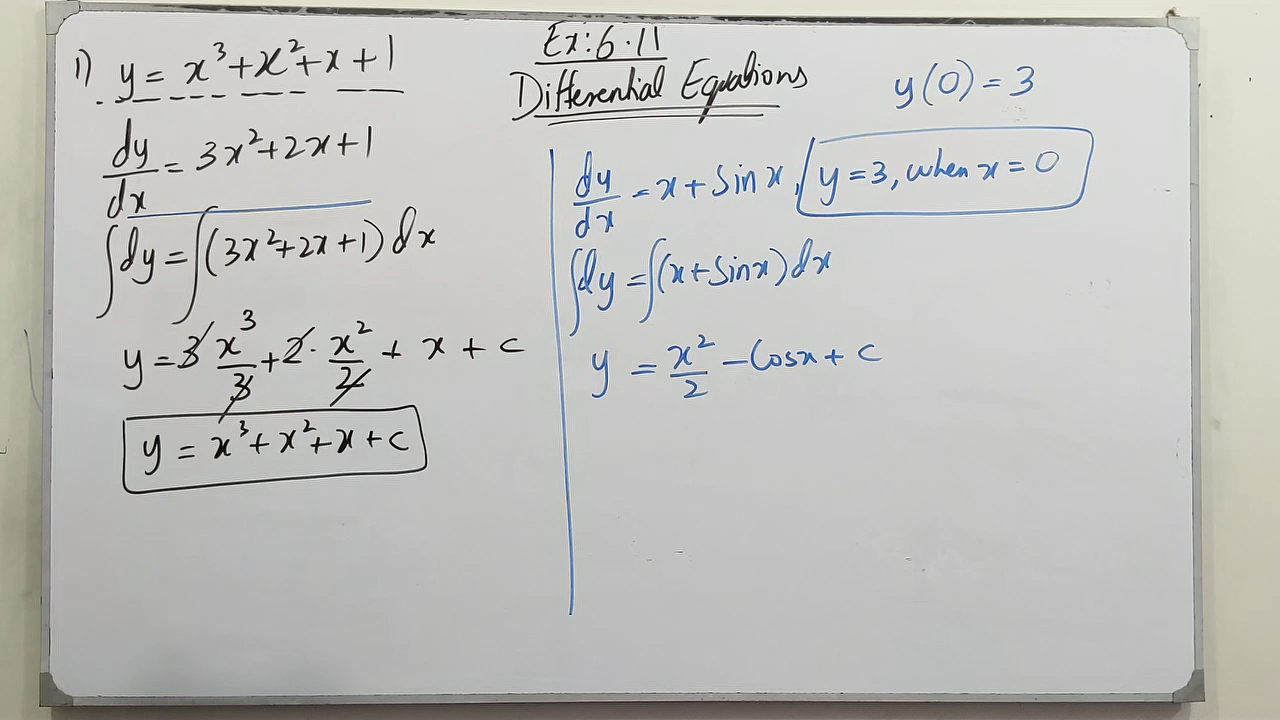 Ex: 6.11
Differential Equations
1) y = x³ + x² + x + 1
dy/dx = 3x² + 2x + 1
∫dy = ∫(3x² + 2x + 1) dx
y = 3 x³/3 + 2 · x²/2 + x + c
y = x³ + x² + x + c
y(0) = 3
dy/dx = x + Sin x, y = 3, when x = 0
∫dy = ∫(x + Sin x) dx
y = x²/2 − Cos x + c